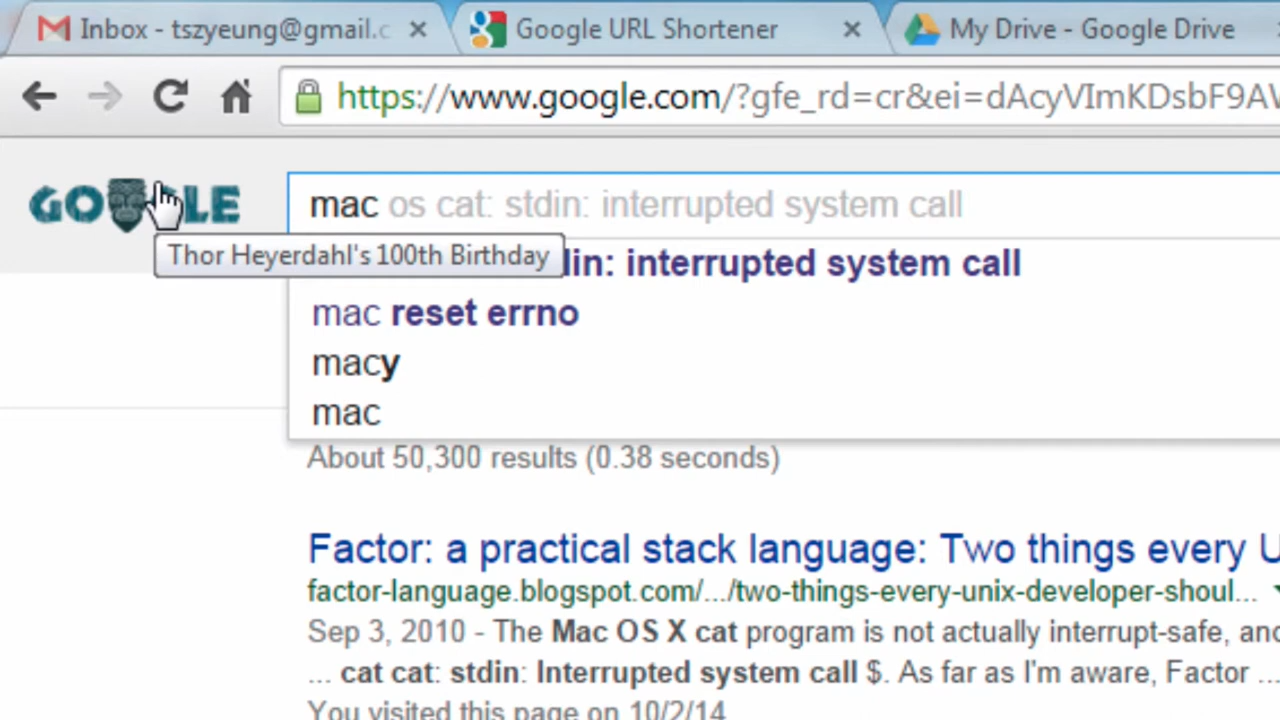 Inbox - tszyeung@gmail.c
Google URL Shortener
My Drive - Google Drive
https://www.google.com/?gfe_rd=cr&ei=dAcyVImKDsbF9A
GO LE
mac os cat: stdin: interrupted system call
Thor Heyerdahl's 100th Birthday
din: interrupted system call
mac reset errno
macy
mac
About 50,300 results (0.38 seconds)
Factor: a practical stack language: Two things every U
factor-language.blogspot.com/.../two-things-every-unix-developer-shoul...
Sep 3, 2010 - The Mac OS X cat program is not actually interrupt-safe, and
... cat cat: stdin: Interrupted system call $. As far as I'm aware, Factor ...
You visited this page on 10/2/14